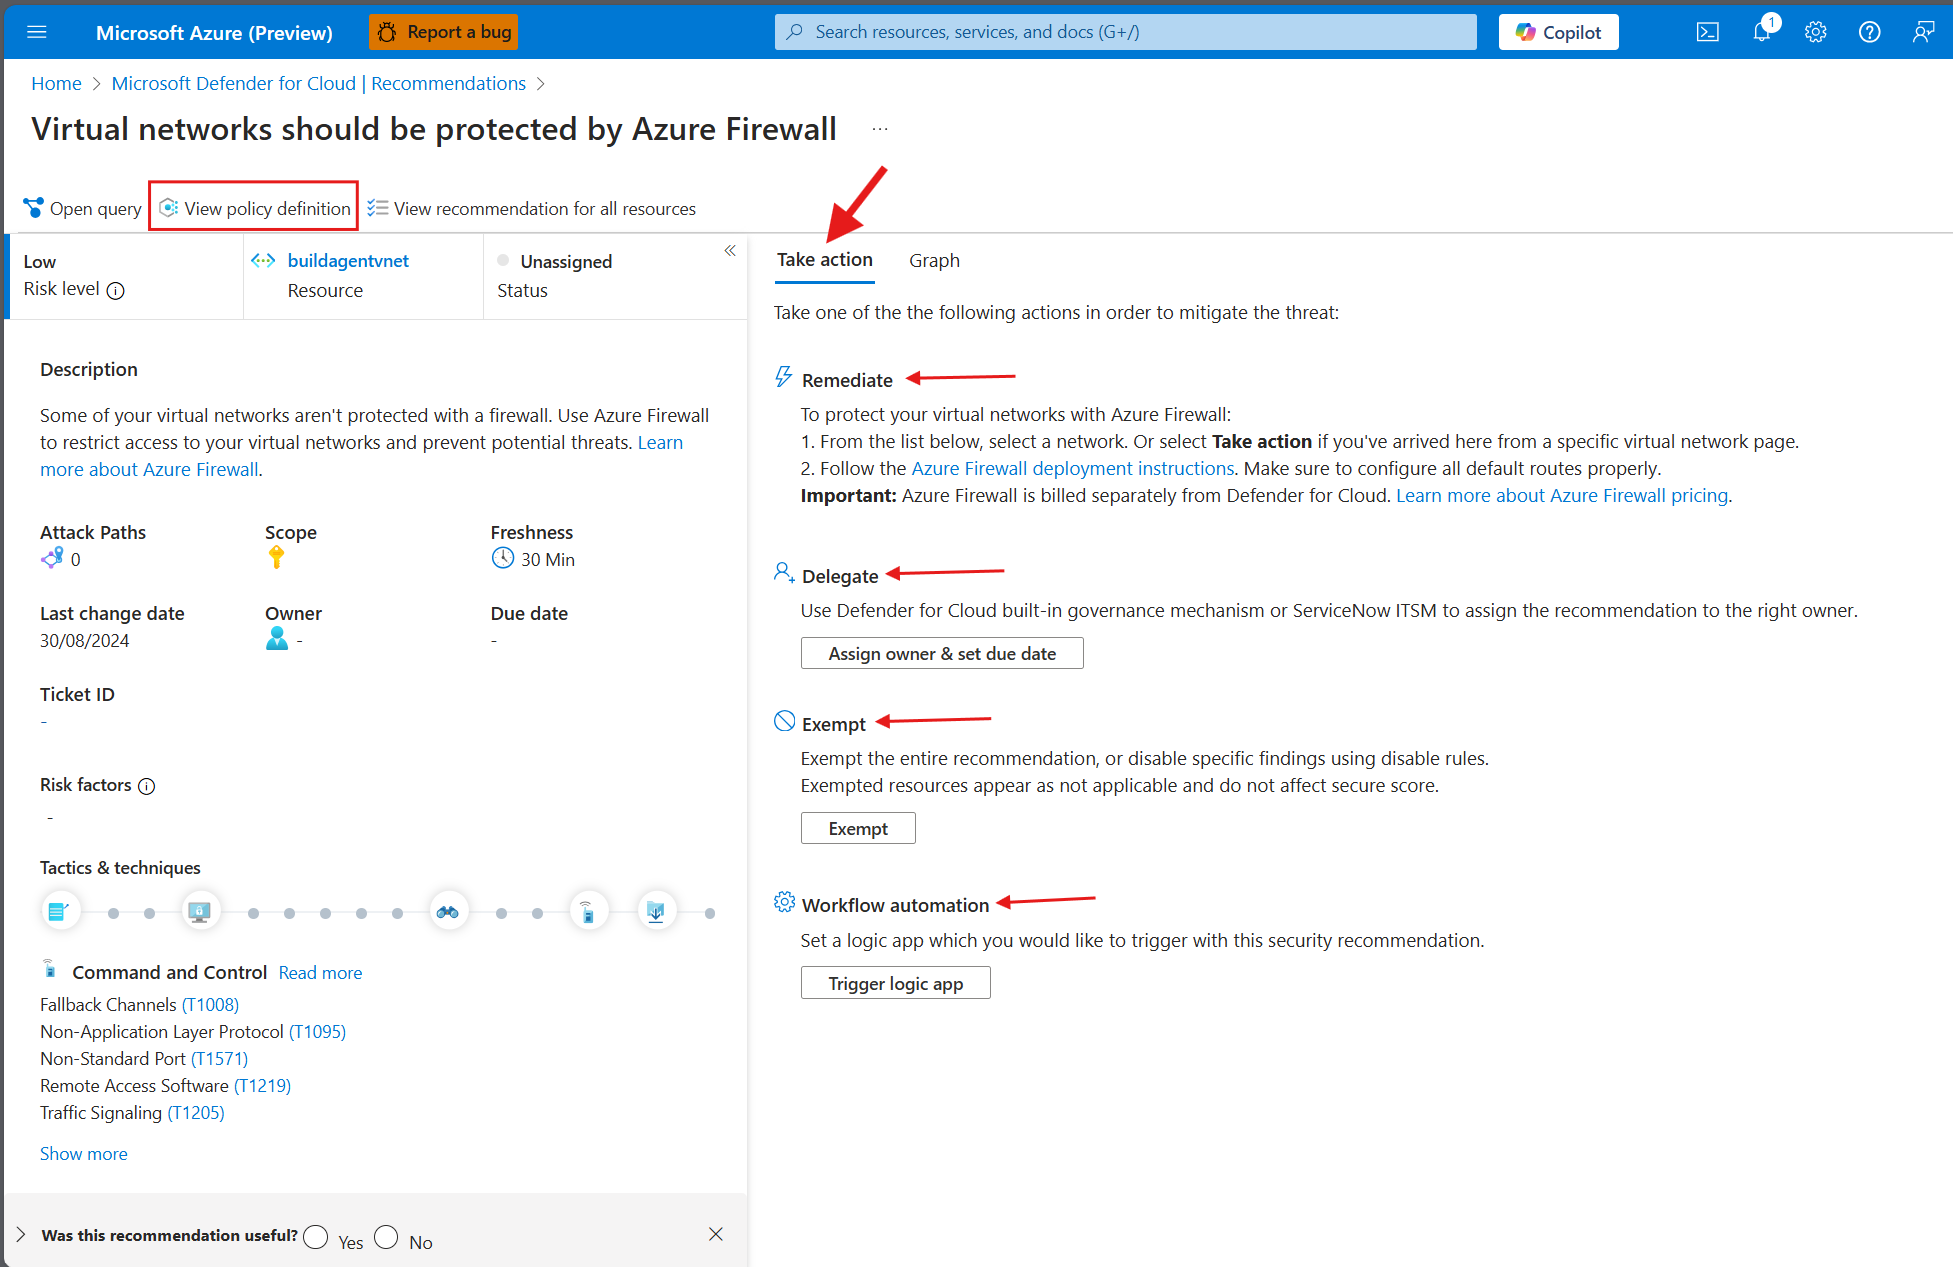 Microsoft Azure (Preview)
Report a bug
Search resources, services, and docs (G+/)
Copilot
1
Home > Microsoft Defender for Cloud | Recommendations >
Virtual networks should be protected by Azure Firewall ...
Open query
View policy definition
View recommendation for all resources
Low
Risk level
buildagentvnet
Resource
Unassigned
Status
Description
Some of your virtual networks aren't protected with a firewall. Use Azure Firewall
to restrict access to your virtual networks and prevent potential threats. Learn
more about Azure Firewall.
Attack Paths
0
Scope
Freshness
30 Min
Last change date
30/08/2024
Owner
-
Due date
-
Ticket ID
-
Risk factors
-
Tactics & techniques
Command and Control Read more
Fallback Channels (T1008)
Non-Application Layer Protocol (T1095)
Non-Standard Port (T1571)
Remote Access Software (T1219)
Traffic Signaling (T1205)
Show more
Was this recommendation useful? Yes No
Take action
Graph
Take one of the the following actions in order to mitigate the threat:
Remediate
To protect your virtual networks with Azure Firewall:
1. From the list below, select a network. Or select Take action if you've arrived here from a specific virtual network page.
2. Follow the Azure Firewall deployment instructions. Make sure to configure all default routes properly.
Important: Azure Firewall is billed separately from Defender for Cloud. Learn more about Azure Firewall pricing.
Delegate
Use Defender for Cloud built-in governance mechanism or ServiceNow ITSM to assign the recommendation to the right owner.
Assign owner & set due date
Exempt
Exempt the entire recommendation, or disable specific findings using disable rules.
Exempted resources appear as not applicable and do not affect secure score.
Exempt
Workflow automation
Set a logic app which you would like to trigger with this security recommendation.
Trigger logic app